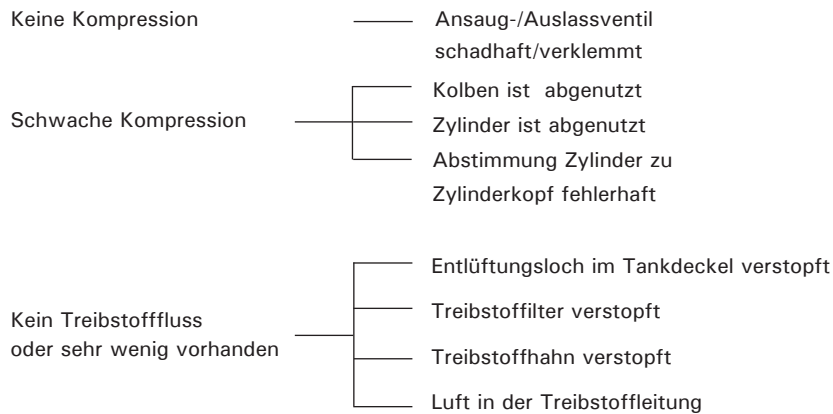 Keine Kompression
Ansaug-/Auslassventil
schadhaft/verklemmt
Schwache Kompression
Kolben ist abgenutzt
Zylinder ist abgenutzt
Abstimmung Zylinder zu
Zylinderkopf fehlerhaft
Kein Treibstofffluss
oder sehr wenig vorhanden
Entlüftungsloch im Tankdeckel verstopft
Treibstoffilter verstopft
Treibstoffhahn verstopft
Luft in der Treibstoffleitung